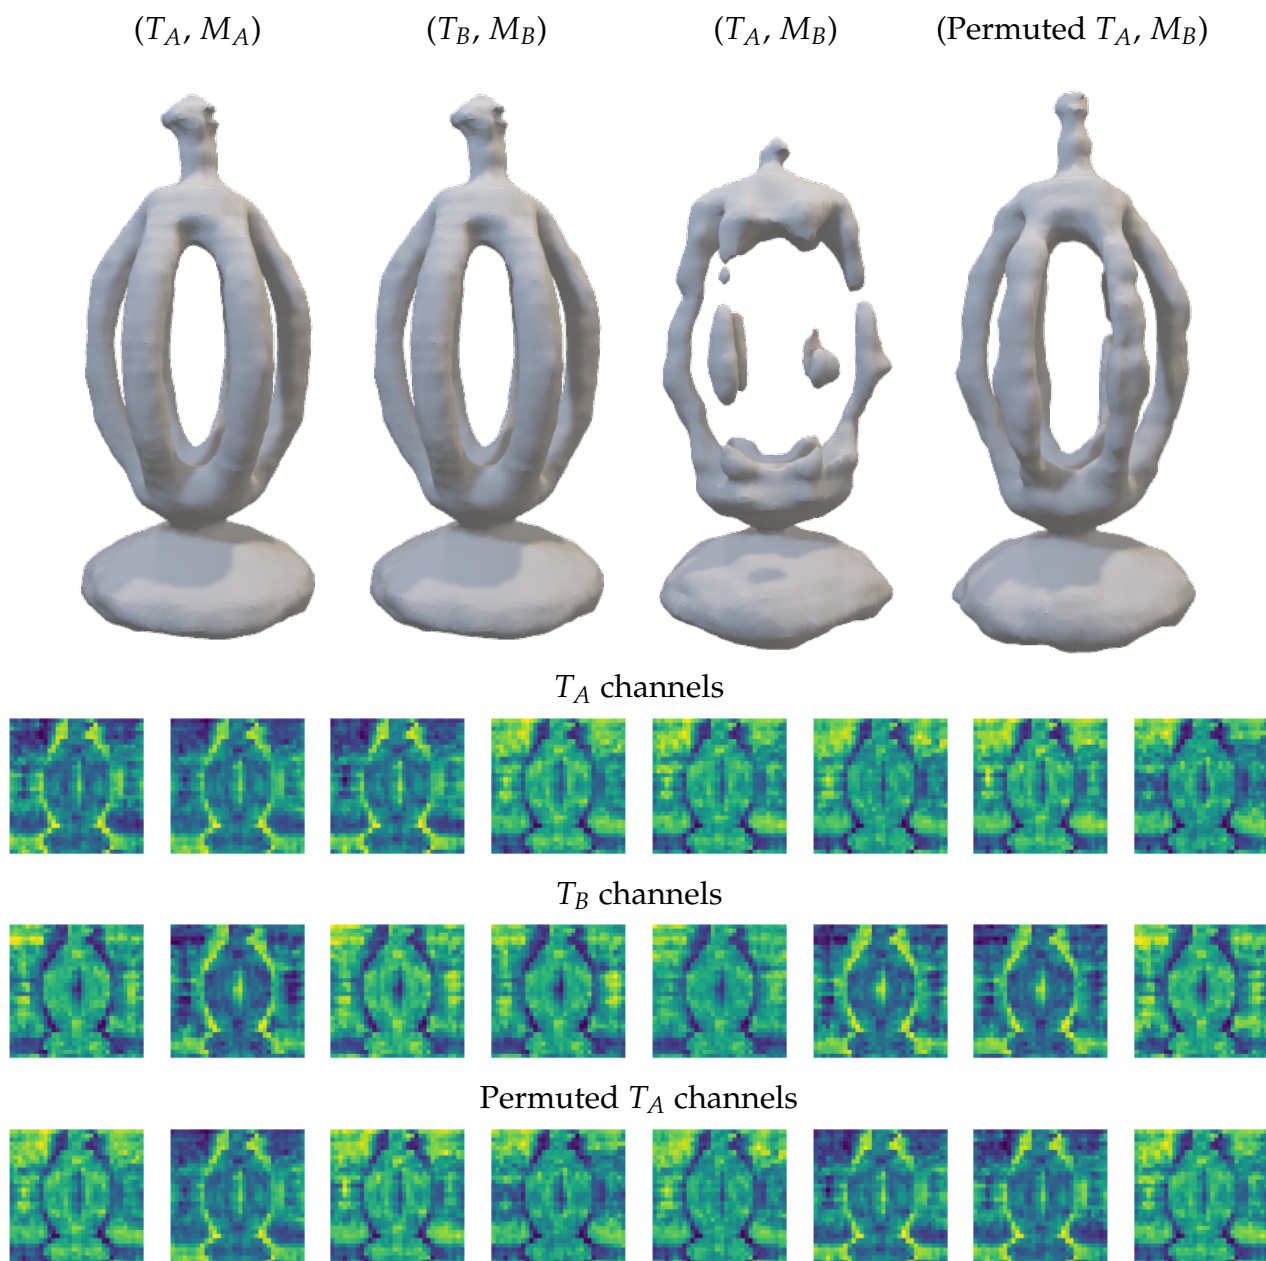 (T_A, M_A) (T_B, M_B) (T_A, M_B) (Permuted T_A, M_B)
T_A channels
T_B channels
Permuted T_A channels